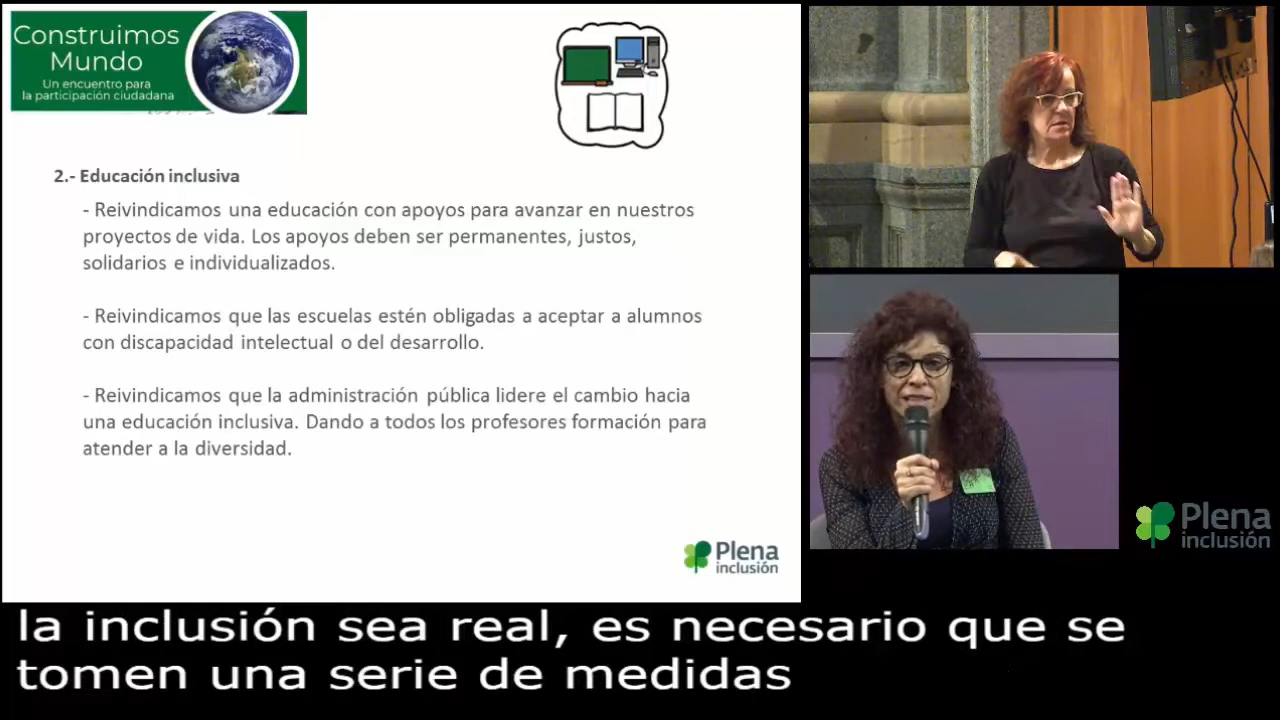 Construimos
Mundo
Un encuentro para
la participación ciudadana
2.- Educación inclusiva
- Reivindicamos una educación con apoyos para avanzar en nuestros
proyectos de vida. Los apoyos deben ser permanentes, justos,
solidarios e individualizados.
- Reivindicamos que las escuelas estén obligadas a aceptar a alumnos
con discapacidad intelectual o del desarrollo.
- Reivindicamos que la administración pública lidere el cambio hacia
una educación inclusiva. Dando a todos los profesores formación para
atender a la diversidad.
Plena
inclusión
Plena
inclusión
la inclusión sea real, es necesario que se
tomen una serie de medidas